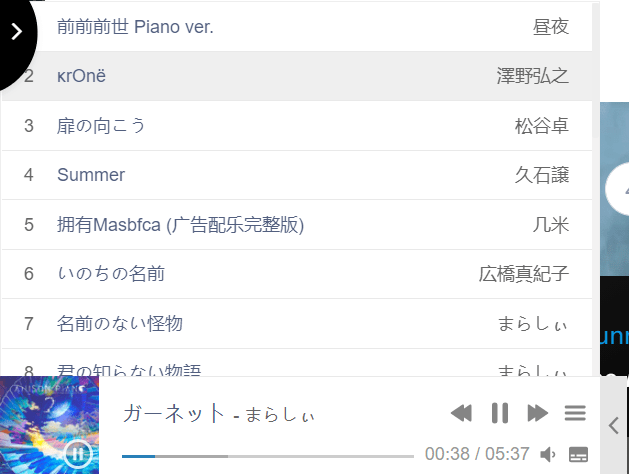 前前前世 Piano ver. 昼夜
2 κrOnë 澤野弘之
3 扉の向こう 松谷卓
4 Summer 久石譲
5 拥有Masbfca (广告配乐完整版) 几米
6 いのちの名前 広橋真紀子
7 名前のない怪物 まらしぃ
8 君の知らない物語 まらしぃ
ANISON PIANO
2
ガーネット - まらしぃ
00:38 / 05:37